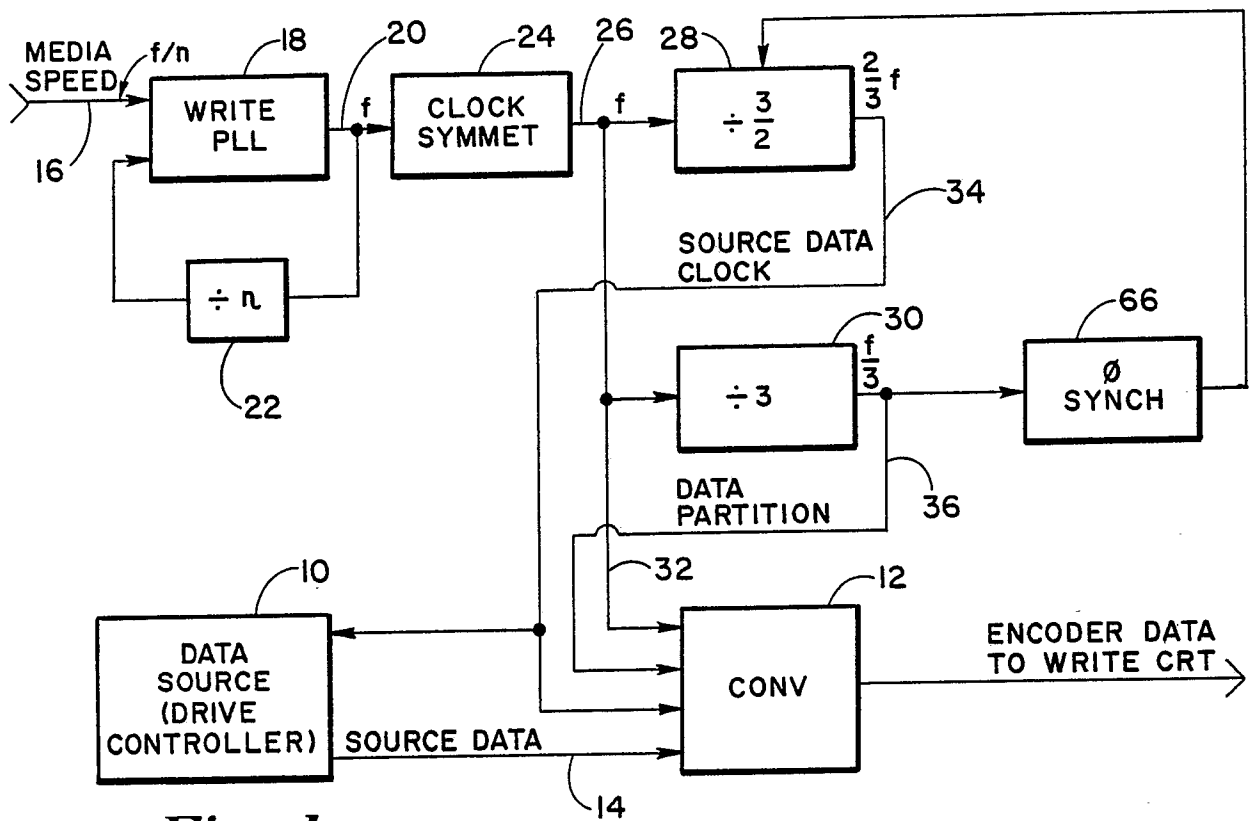 MEDIA
SPEED
f/n
16
18
WRITE
PLL
20
f
÷ n
22
24
CLOCK
SYMMET
26
f
28
÷ 3/2
2/3 f
34
SOURCE DATA
CLOCK
30
÷ 3
f/3
66
Ø
SYNCH
36
DATA
PARTITION
32
10
DATA
SOURCE
(DRIVE
CONTROLLER)
SOURCE DATA
14
12
CONV
ENCODER DATA
TO WRITE CRT